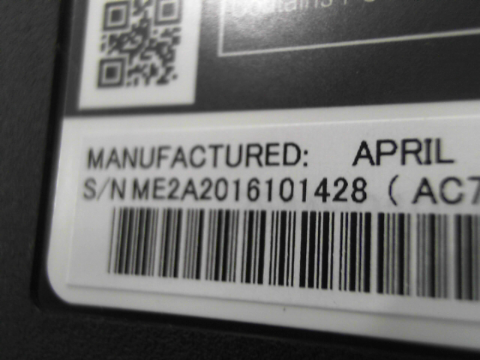 MANUFACTURED: APRIL
S/N ME2A2016101428 ( AC7